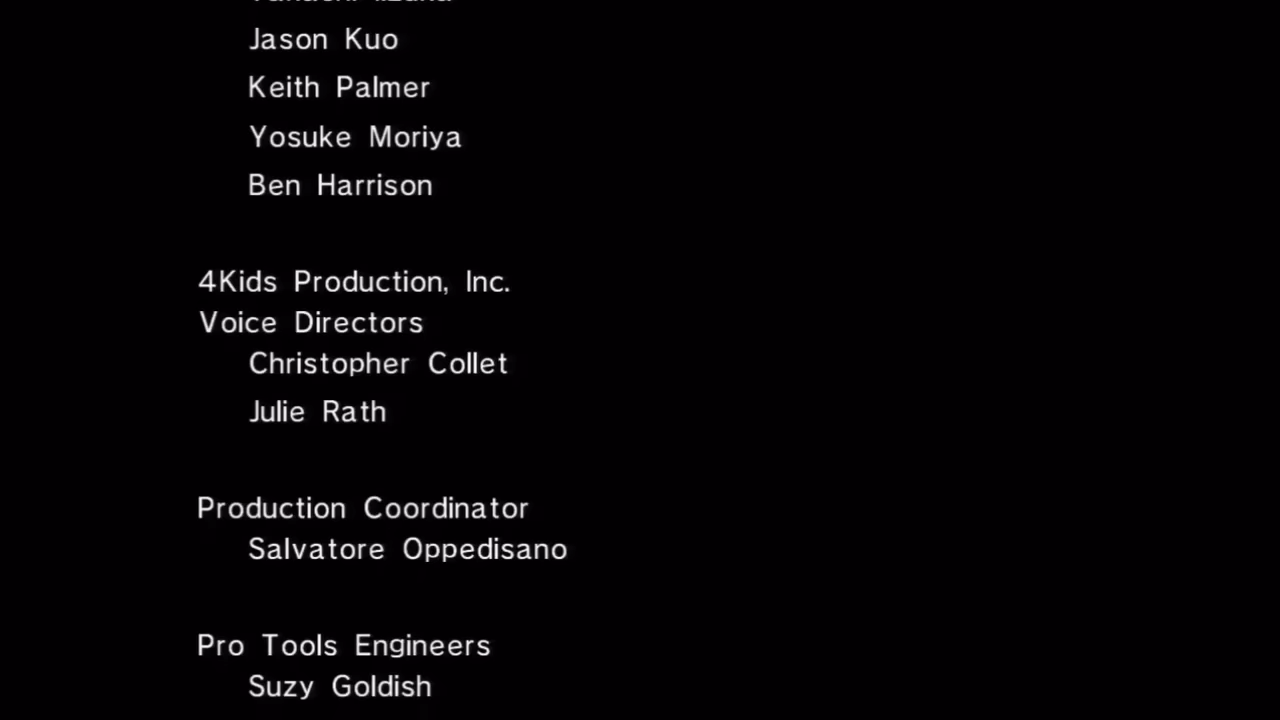 Jason Kuo
Keith Palmer
Yosuke Moriya
Ben Harrison
4Kids Production, Inc.
Voice Directors
Christopher Collet
Julie Rath
Production Coordinator
Salvatore Oppedisano
Pro Tools Engineers
Suzy Goldish